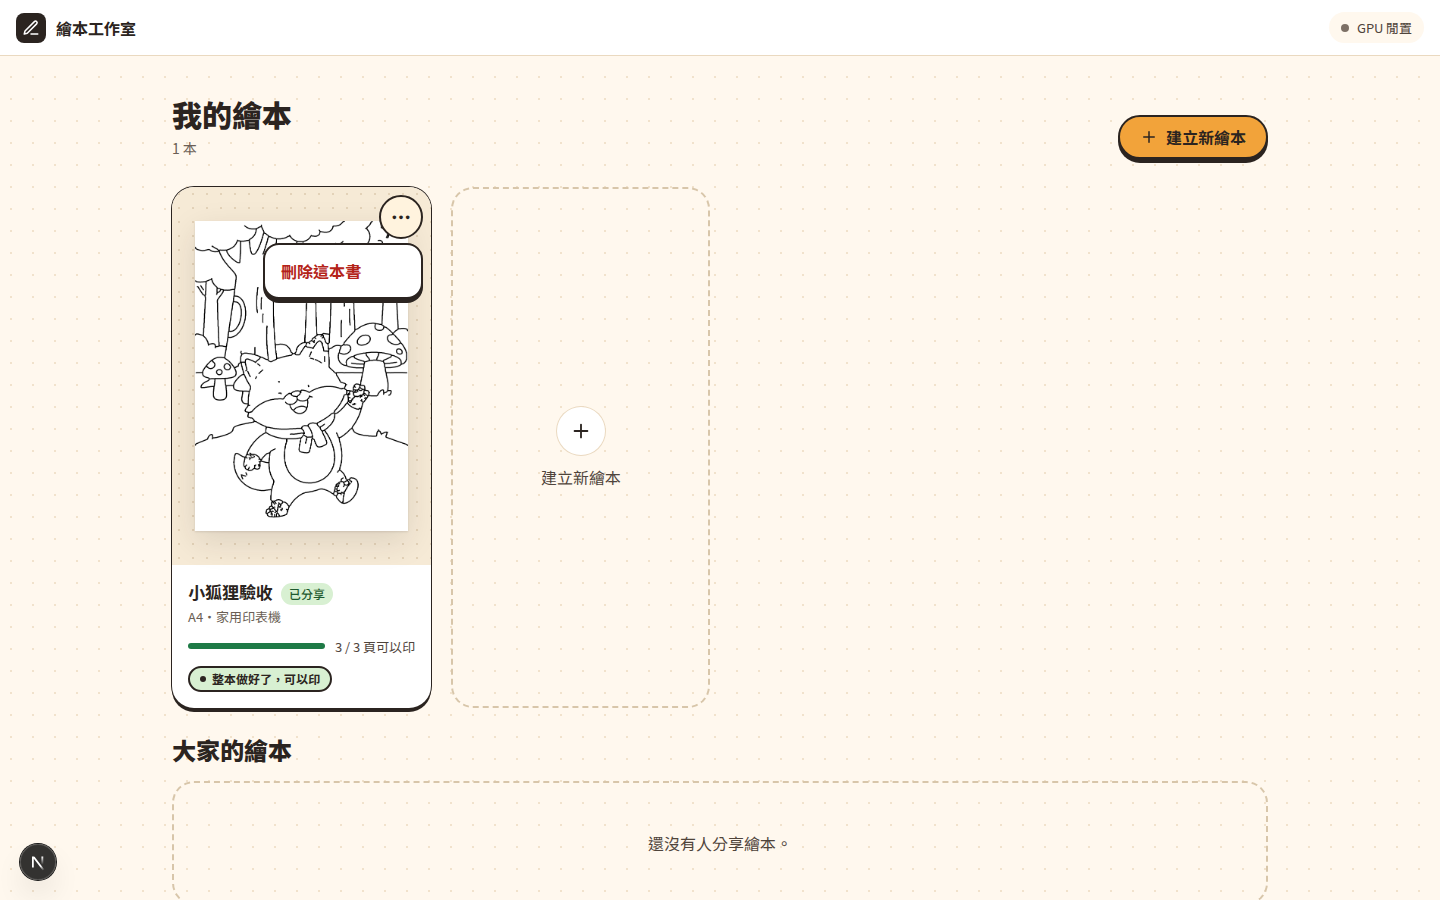 繪本工作室
GPU 閒置
我的繪本
1 本
建立新繪本
刪除這本書
建立新繪本
小狐狸驗收 已分享
A4・家用印表機
3 / 3 頁可以印
整本做好了，可以印
大家的繪本
還沒有人分享繪本。
N